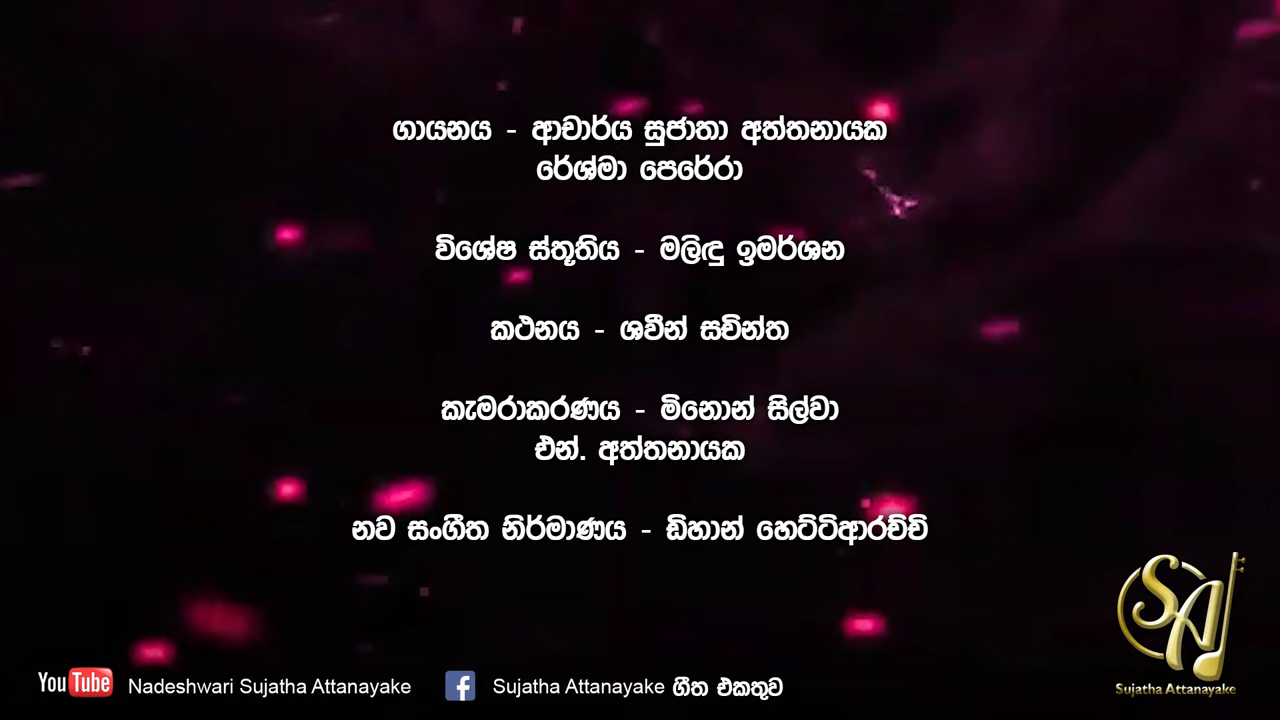 ගායනය - ආචාර්ය සුජාතා අත්තනායක
රේශ්මා පෙරේරා
විශේෂ ස්තූතිය - මලිඳු ඉමර්ශන
කථනය - ශවීන් සචින්ත
කැමරාකරණය - මිනොන් සිල්වා
එන්. අත්තනායක
නව සංගීත නිර්මාණය - ඩිහාන් හෙට්ටිආරච්චි
SA
Sujatha Attanayake
YouTube Nadeshwari Sujatha Attanayake f Sujatha Attanayake ගීත එකතුව